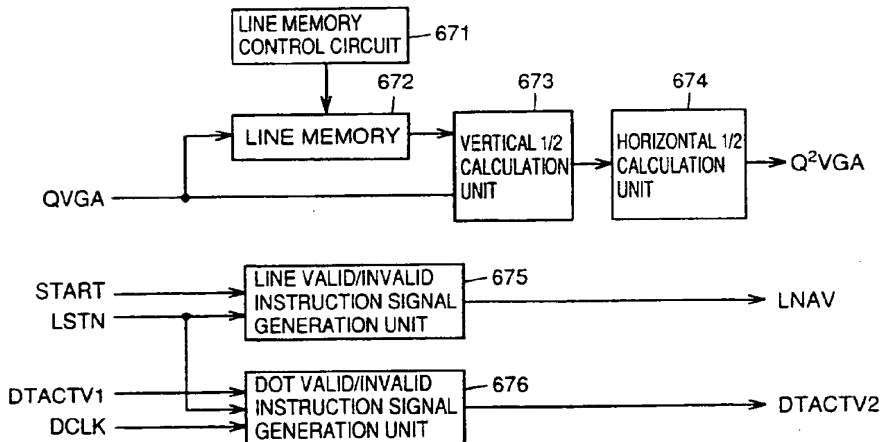 LINE MEMORY
CONTROL CIRCUIT
671
672
LINE MEMORY
673
VERTICAL 1/2
CALCULATION
UNIT
674
HORIZONTAL 1/2
CALCULATION
UNIT
Q²VGA
QVGA
START
LSTN
LINE VALID/INVALID
INSTRUCTION SIGNAL
GENERATION UNIT
675
LNAV
DTACTV1
DCLK
DOT VALID/INVALID
INSTRUCTION SIGNAL
GENERATION UNIT
676
DTACTV2